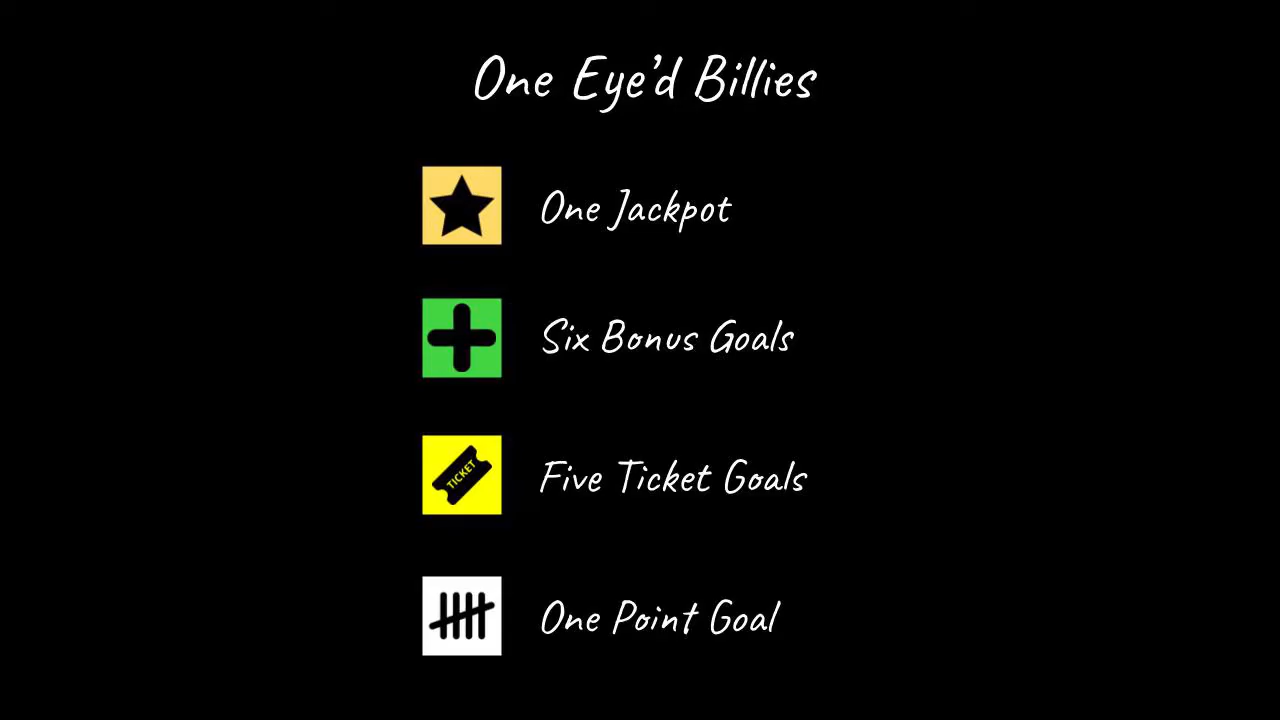 One Eye’d Billies
One Jackpot
Six Bonus Goals
TICKET
Five Ticket Goals
One Point Goal